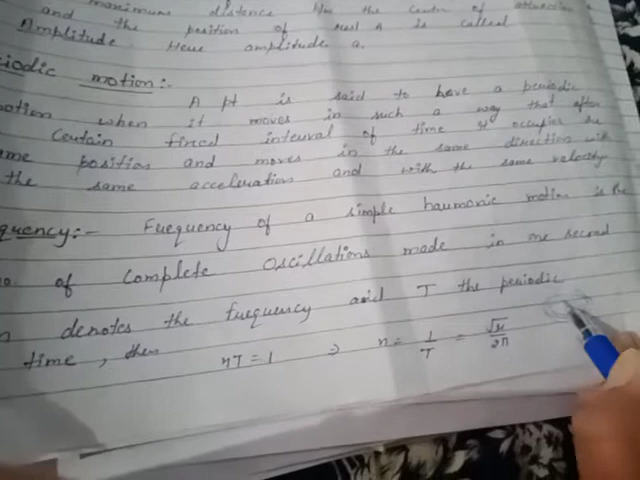 maximum distance the centre of
and the position of rest A is called
Amplitude. Here amplitude a.
iodic motion:-
A pt is said to have a periodic
otion when it moves in such a way that after
Certain fixed interval of time it occupies the
me position and moves in the same direction with
the same acceleration and with the same velocity
quency:- Frequency of a simple harmonic motion is the
o. of Complete Oscillations made in one second
n denotes the frequency and T the periodic
time, then nT = 1 ⇒ n = 1/T = √μ/2π